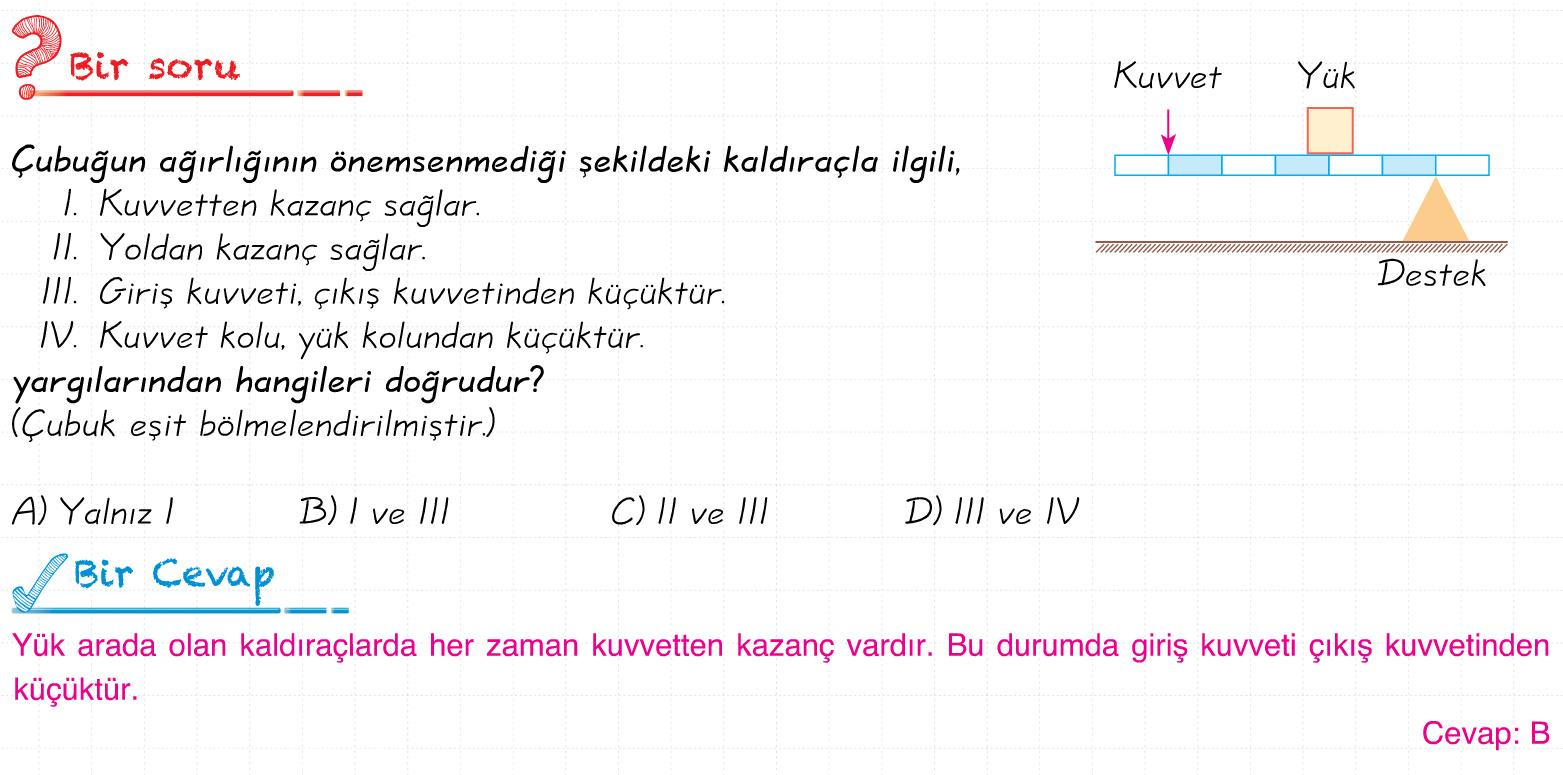 Bir soru
Kuvvet
Yük
Çubuğun ağırlığının önemsenmediği şekildeki kaldıraçla ilgili,
I. Kuvvetten kazanç sağlar.
II. Yoldan kazanç sağlar.
III. Giriş kuvveti, çıkış kuvvetinden küçüktür.
IV. Kuvvet kolu, yük kolundan küçüktür.
yargılarından hangileri doğrudur?
(Çubuk eşit bölmelendirilmiştir.)
Destek
A) Yalnız I B) I ve III C) II ve III D) III ve IV
Bir Cevap
Yük arada olan kaldıraçlarda her zaman kuvvetten kazanç vardır. Bu durumda giriş kuvveti çıkış kuvvetinden
küçüktür.
Cevap: B